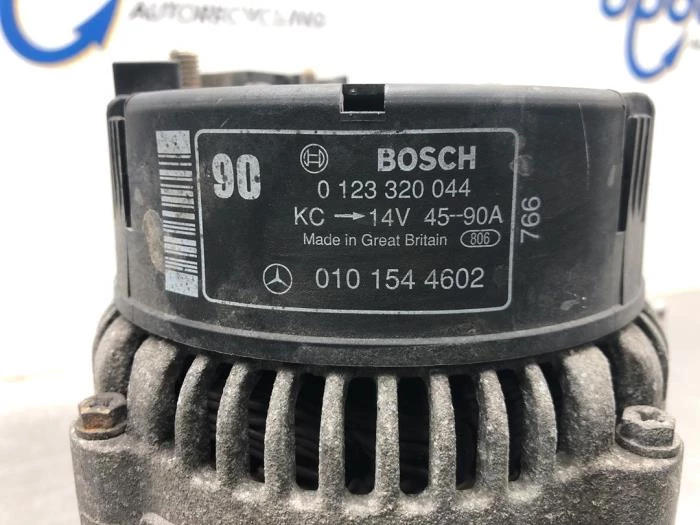 AUTORECYCLING
90
BOSCH
0 123 320 044
KC → 14V 45--90A
Made in Great Britain 806
010 154 4602
766